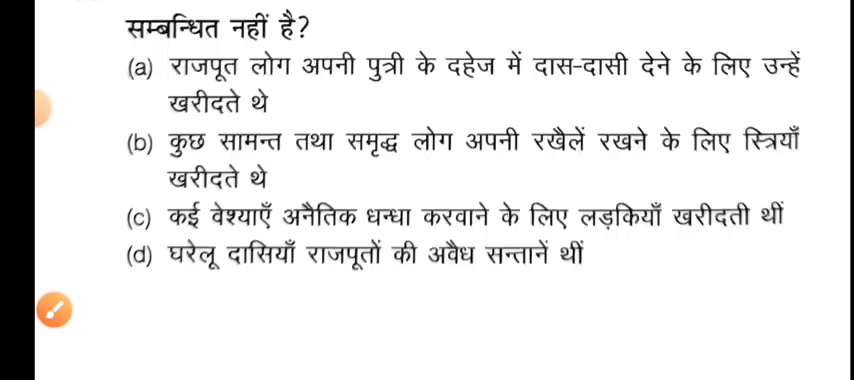 सम्बन्धित नहीं है?
(a) राजपूत लोग अपनी पुत्री के दहेज में दास-दासी देने के लिए उन्हें
खरीदते थे
(b) कुछ सामन्त तथा समृद्ध लोग अपनी रखैलें रखने के लिए स्त्रियाँ
खरीदते थे
(c) कई वेश्याएँ अनैतिक धन्धा करवाने के लिए लड़कियाँ खरीदती थीं
(d) घरेलू दासियाँ राजपूतों की अवैध सन्तानें थीं